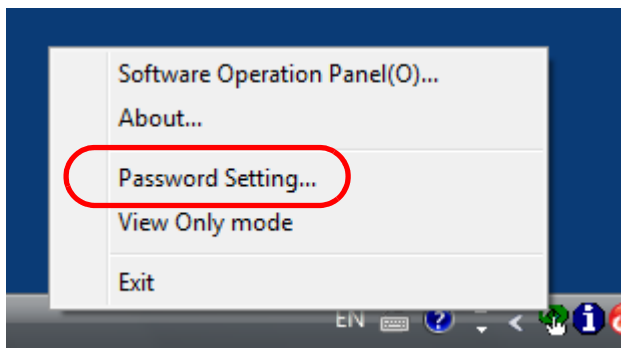 Software Operation Panel(O)...
About...
Password Setting...
View Only mode
Exit
EN ? < i